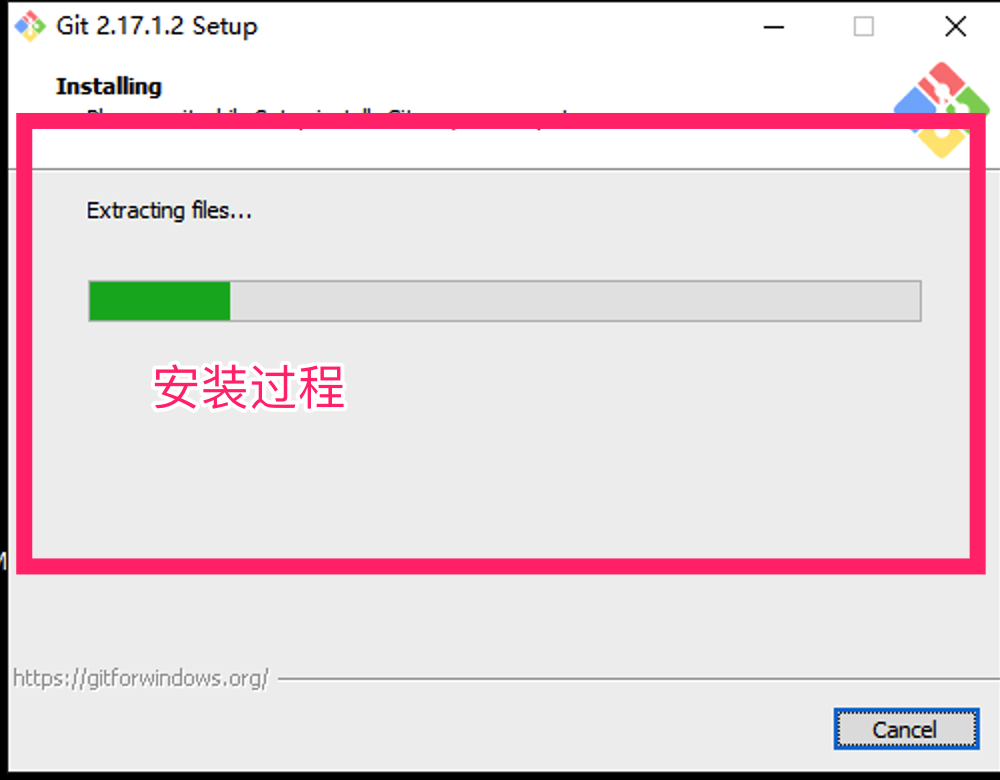 Git 2.17.1.2 Setup
Installing
Extracting files...
安装过程
https://gitforwindows.org/
Cancel